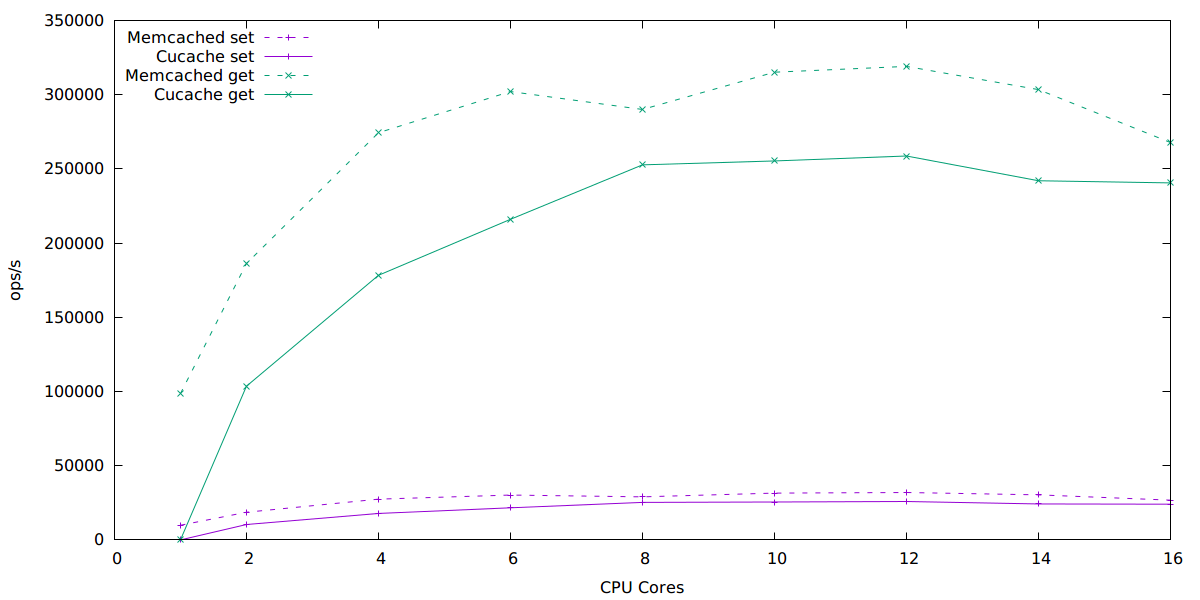 350000
300000
250000
200000
150000
100000
50000
0
ops/s
Memcached set
Cucache set
Memcached get
Cucache get
0 2 4 6 8 10 12 14 16
CPU Cores